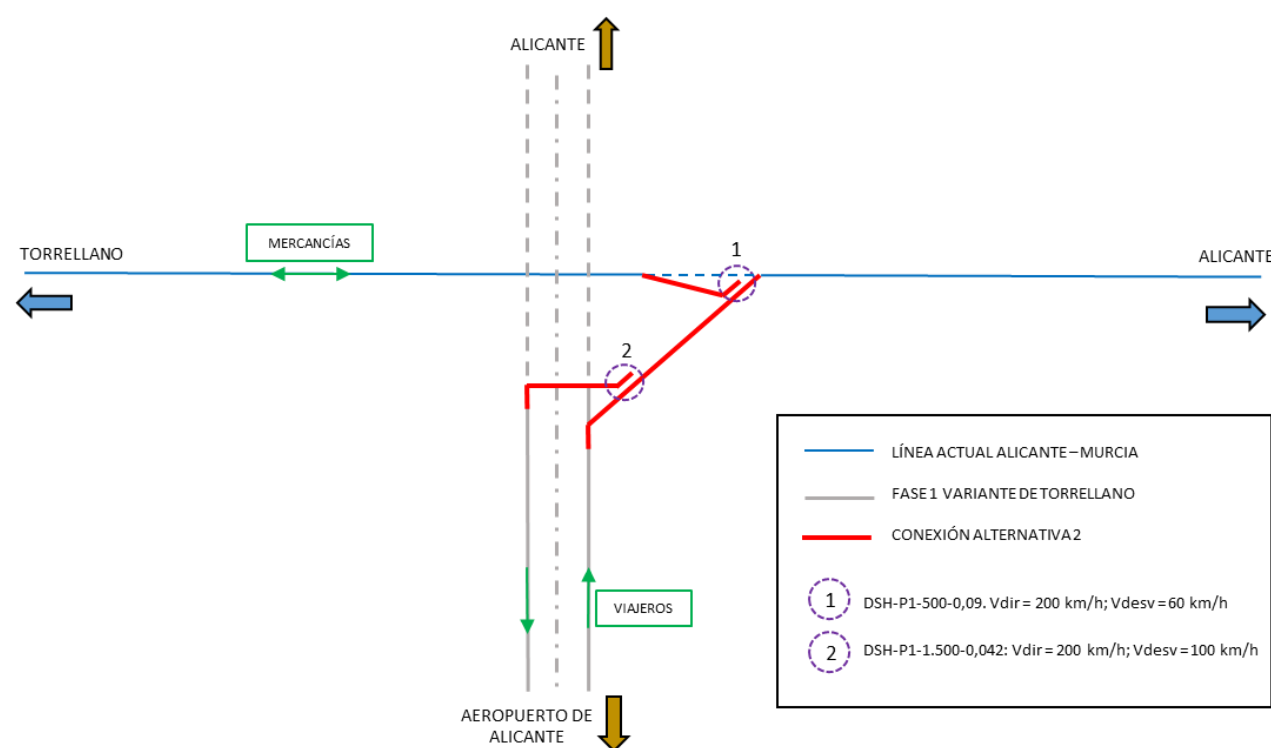 ALICANTE
MERCANCÍAS
TORRELLANO
1
ALICANTE
2
LÍNEA ACTUAL ALICANTE – MURCIA
FASE 1 VARIANTE DE TORRELLANO
CONEXIÓN ALTERNATIVA 2
1 DSH-P1-500-0,09. Vdir = 200 km/h; Vdesv = 60 km/h
2 DSH-P1-1.500-0,042: Vdir = 200 km/h; Vdesv = 100 km/h
VIAJEROS
AEROPUERTO DE
ALICANTE